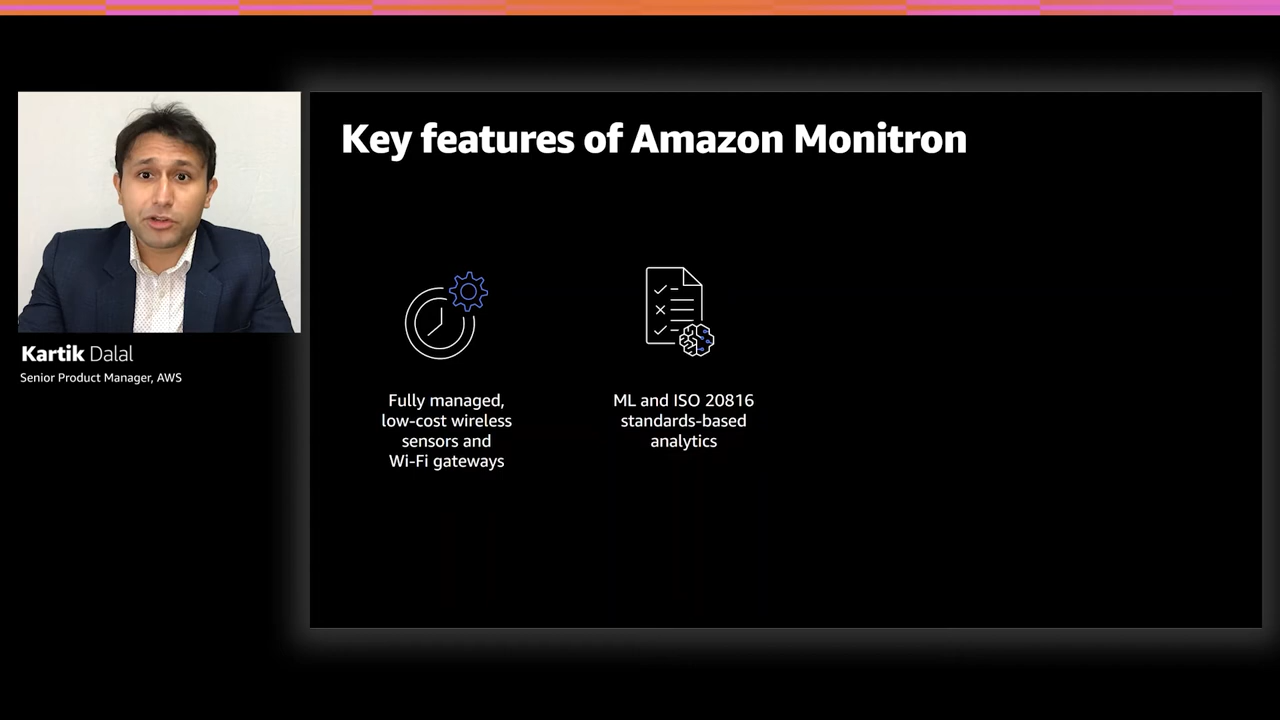 Key features of Amazon Monitron
Kartik Dalal
Senior Product Manager, AWS
Fully managed,
low-cost wireless
sensors and
Wi-Fi gateways
ML and ISO 20816
standards-based
analytics